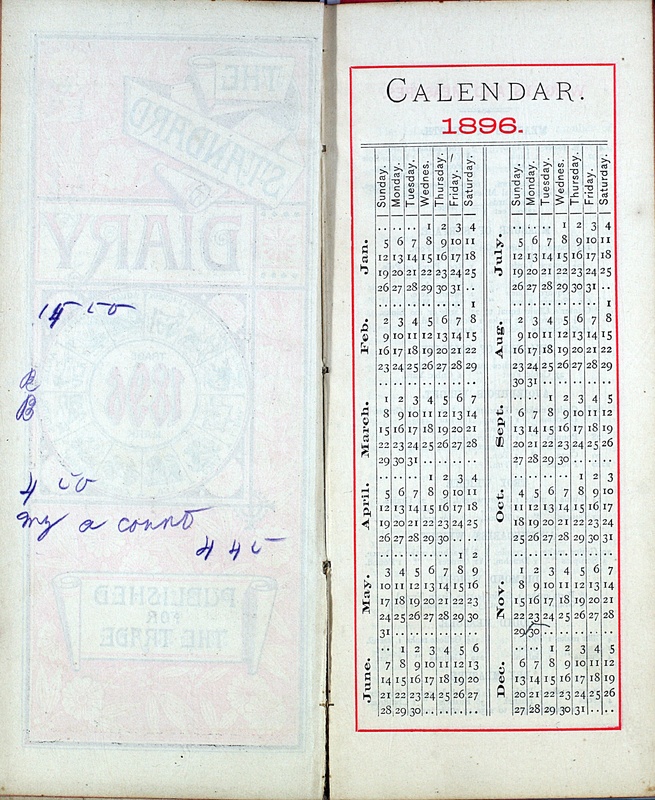 15 00
B
B
4 00
my a connt
4 45
THE
STANDARD
DIARY
1896
PUBLISHED
FOR
THE TRADE
CALENDAR.
1896.
Sunday. Monday. Tuesday. Wednes. Thursday. Friday. Saturday.
Jan.
.. .. .. 1 2 3 4
5 6 7 8 9 10 11
12 13 14 15 16 17 18
19 20 21 22 23 24 25
26 27 28 29 30 31 ..
Feb.
.. .. .. .. .. .. 1
2 3 4 5 6 7 8
9 10 11 12 13 14 15
16 17 18 19 20 21 22
23 24 25 26 27 28 29
.. .. .. .. .. .. ..
March.
1 2 3 4 5 6 7
8 9 10 11 12 13 14
15 16 17 18 19 20 21
22 23 24 25 26 27 28
29 30 31 .. .. .. ..
April.
.. .. .. 1 2 3 4
5 6 7 8 9 10 11
12 13 14 15 16 17 18
19 20 21 22 23 24 25
26 27 28 29 30 .. ..
May.
.. .. .. .. .. 1 2
3 4 5 6 7 8 9
10 11 12 13 14 15 16
17 18 19 20 21 22 23
24 25 26 27 28 29 30
31 .. .. .. .. .. ..
June.
.. 1 2 3 4 5 6
7 8 9 10 11 12 13
14 15 16 17 18 19 20
21 22 23 24 25 26 27
28 29 30 .. .. .. ..
Sunday. Monday. Tuesday. Wednes. Thursday. Friday. Saturday.
July.
.. .. .. 1 2 3 4
5 6 7 8 9 10 11
12 13 14 15 16 17 18
19 20 21 22 23 24 25
26 27 28 29 30 31 ..
Aug.
.. .. .. .. .. .. 1
2 3 4 5 6 7 8
9 10 11 12 13 14 15
16 17 18 19 20 21 22
23 24 25 26 27 28 29
30 31 .. .. .. .. ..
Sept.
.. .. 1 2 3 4 5
6 7 8 9 10 11 12
13 14 15 16 17 18 19
20 21 22 23 24 25 26
27 28 29 30 .. .. ..
Oct.
.. .. .. .. 1 2 3
4 5 6 7 8 9 10
11 12 13 14 15 16 17
18 19 20 21 22 23 24
25 26 27 28 29 30 31
.. .. .. .. .. .. ..
Nov.
1 2 3 4 5 6 7
8 9 10 11 12 13 14
15 16 17 18 19 20 21
22 23 24 25 26 27 28
29 30 .. .. .. .. ..
Dec.
.. .. 1 2 3 4 5
6 7 8 9 10 11 12
13 14 15 16 17 18 19
20 21 22 23 24 25 26
27 28 29 30 31 .. ..